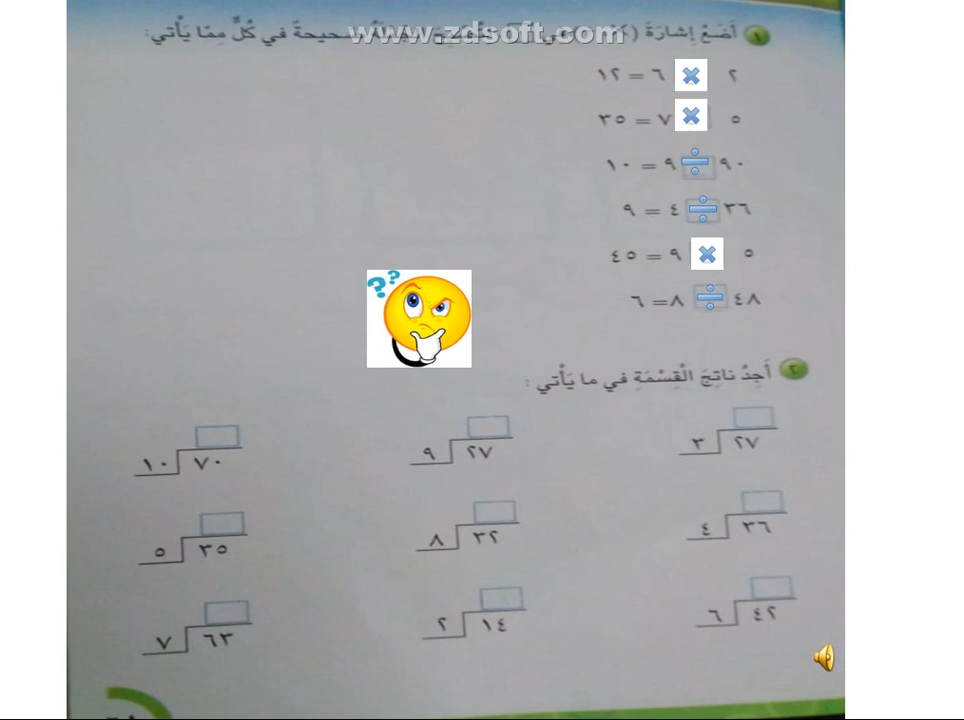 www.zdsoft.com
١ أَضَعُ إِشارَةَ ( في كُلٍّ مِمّا يَأْتي:
٢ × ٦ = ١٢
٥ × ٧ = ٣٥
٩٠ ÷ ٩ = ١٠
٣٦ ÷ ٤ = ٩
٥ × ٩ = ٤٥
٤٨ ÷ ٨ = ٦
٢ أَجِدُ ناتِجَ الْقِسْمَةِ في ما يَأْتي :
٢٧ ٣ ٢٧ ٩ ٧٠ ١٠
٣٦ ٤ ٣٢ ٨ ٣٥ ٥
٤٢ ٦ ١٤ ٢ ٦٣ ٧